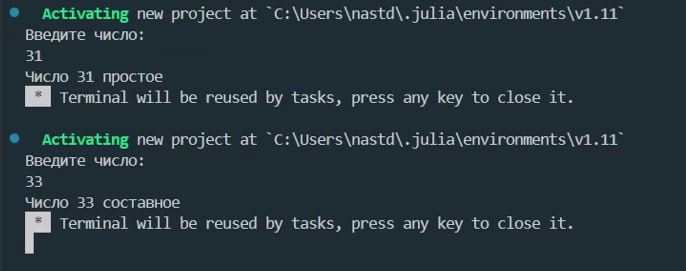 Activating new project at `C:\Users\nastd\.julia\environments\v1.11`
Введите число:
31
Число 31 простое
* Terminal will be reused by tasks, press any key to close it.
Activating new project at `C:\Users\nastd\.julia\environments\v1.11`
Введите число:
33
Число 33 составное
* Terminal will be reused by tasks, press any key to close it.